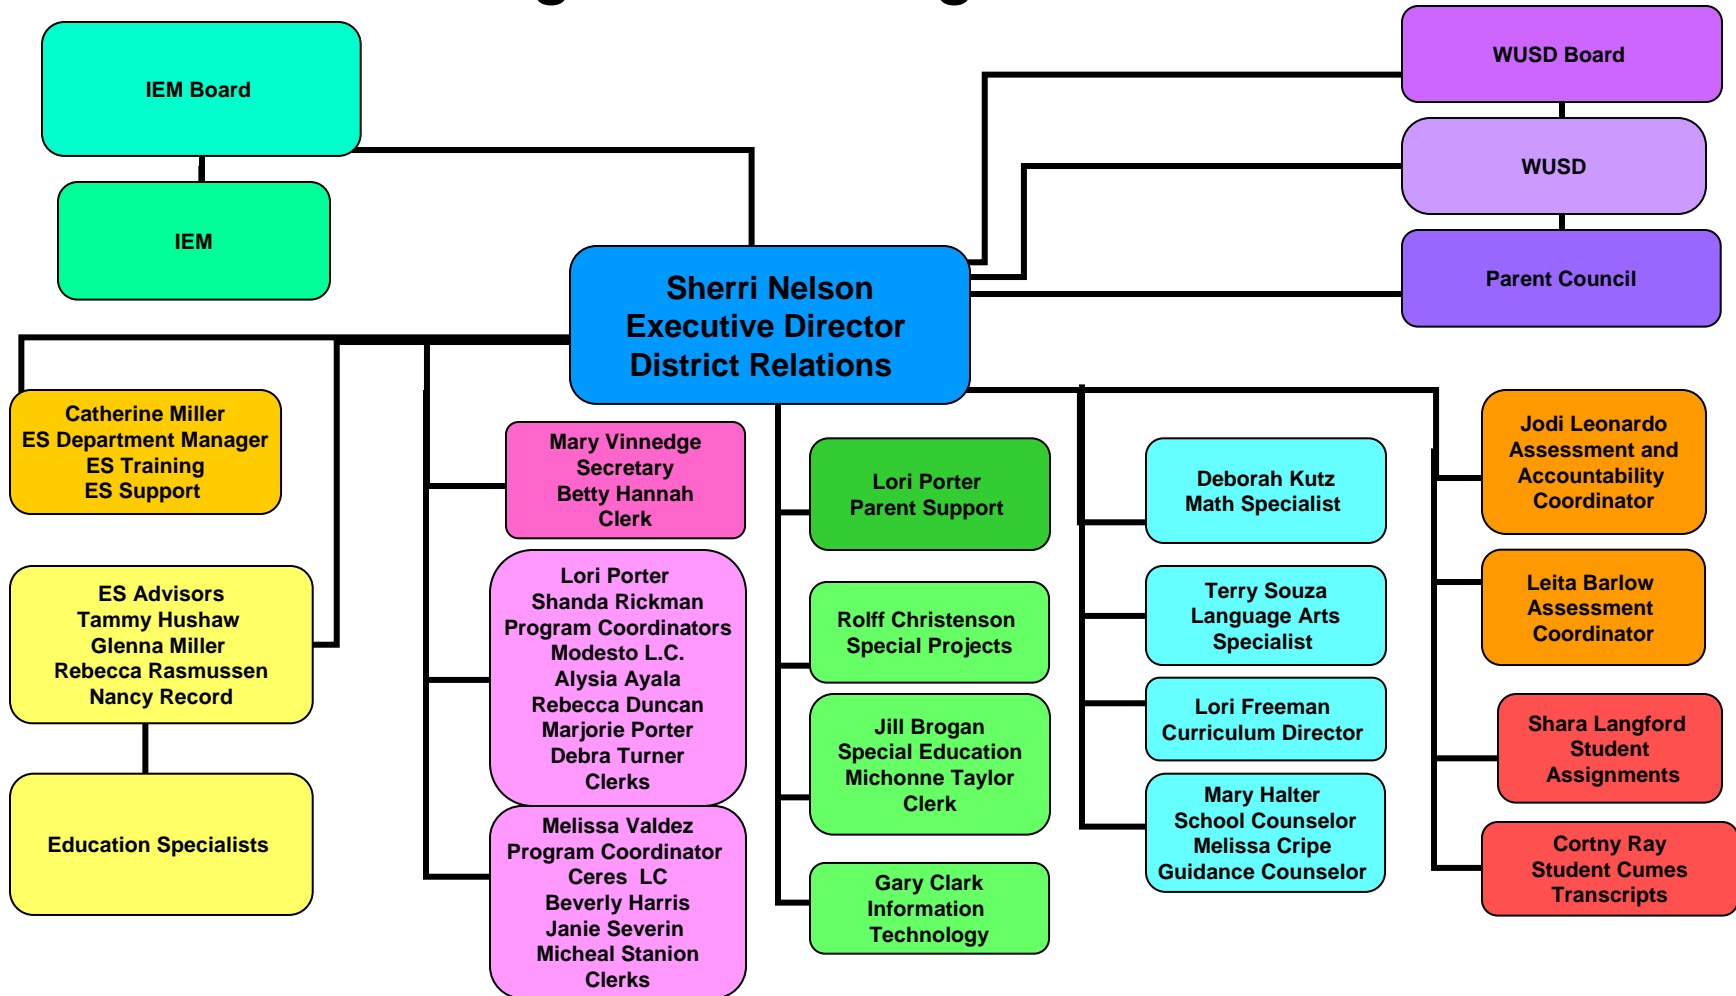 IEM Board
WUSD Board
WUSD
IEM
Parent Council
Sherri Nelson
Executive Director
District Relations
Catherine Miller
ES Department Manager
ES Training
ES Support
ES Advisors
Tammy Hushaw
Glenna Miller
Rebecca Rasmussen
Nancy Record
Education Specialists
Mary Vinnedge
Secretary
Betty Hannah
Clerk
Lori Porter
Shanda Rickman
Program Coordinators
Modesto L.C.
Alysia Ayala
Rebecca Duncan
Marjorie Porter
Debra Turner
Clerks
Melissa Valdez
Program Coordinator
Ceres LC
Beverly Harris
Janie Severin
Micheal Stanion
Clerks
Lori Porter
Parent Support
Rolff Christenson
Special Projects
Jill Brogan
Special Education
Michonne Taylor
Clerk
Gary Clark
Information
Technology
Deborah Kutz
Math Specialist
Terry Souza
Language Arts
Specialist
Lori Freeman
Curriculum Director
Mary Halter
School Counselor
Melissa Cripe
Guidance Counselor
Jodi Leonardo
Assessment and
Accountability
Coordinator
Leita Barlow
Assessment
Coordinator
Shara Langford
Student
Assignments
Cortny Ray
Student Cumes
Transcripts